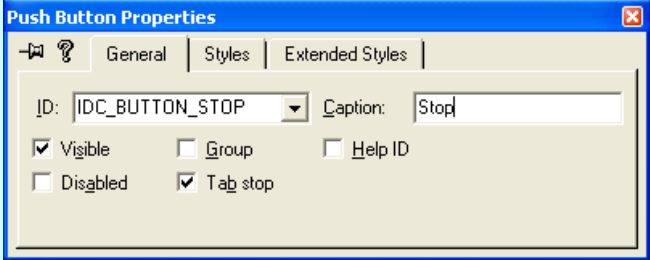 Push Button Properties
? General Styles Extended Styles
ID: IDC_BUTTON_STOP Caption: Stop
Visible Group Help ID
Disabled Tab stop